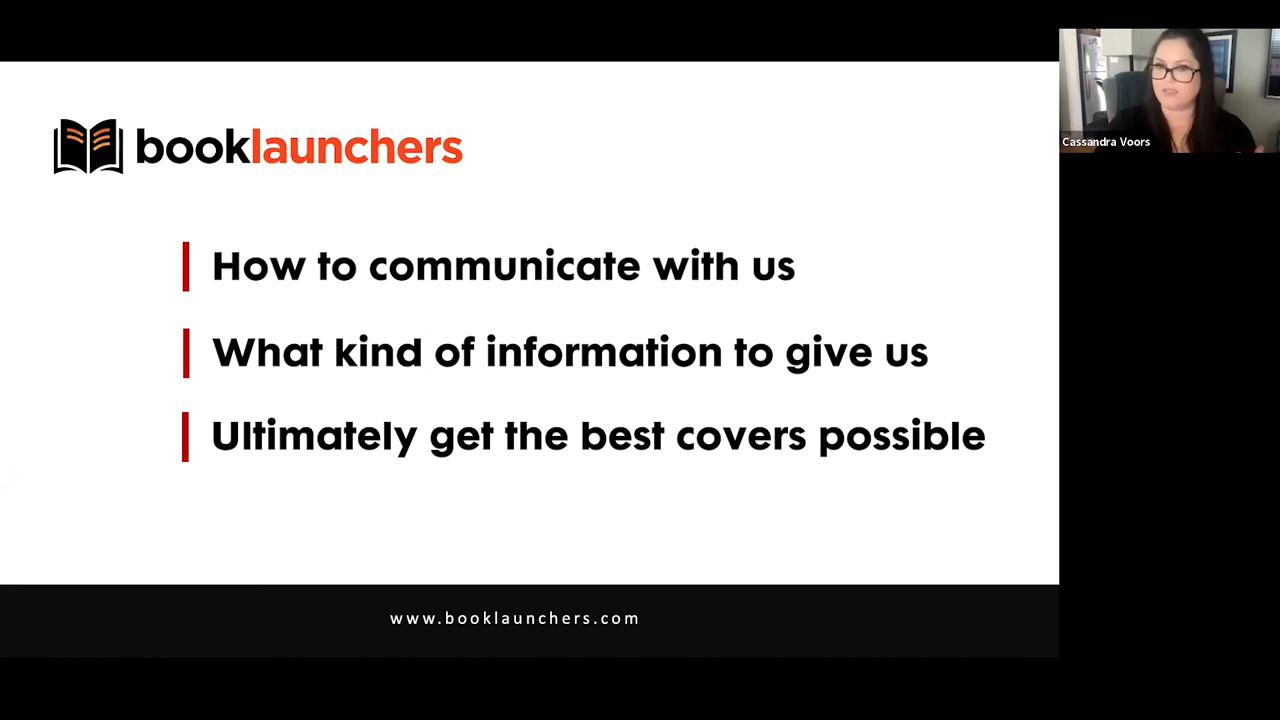 booklaunchers
How to communicate with us
What kind of information to give us
Ultimately get the best covers possible
www.booklaunchers.com
Cassandra Voors